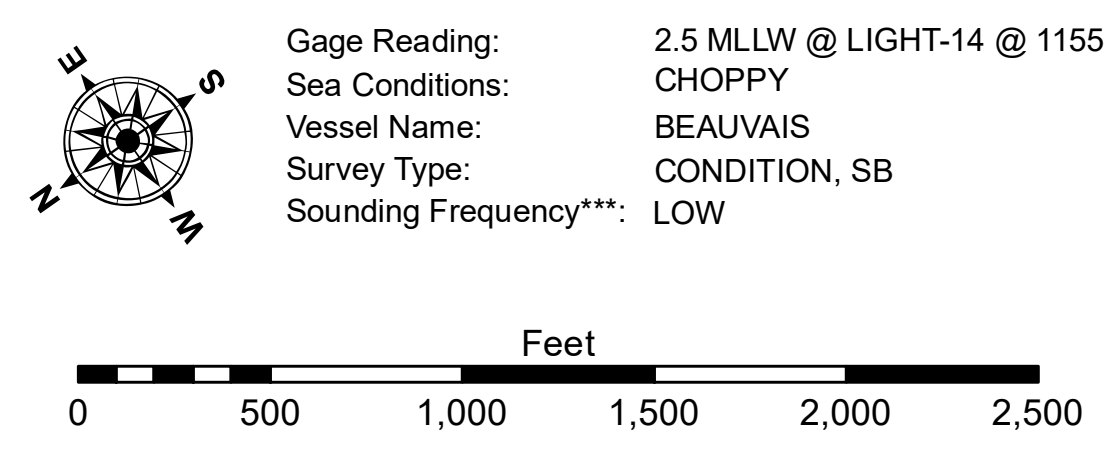 E
S
N
W
Gage Reading: 2.5 MLLW @ LIGHT-14 @ 1155
Sea Conditions: CHOPPY
Vessel Name: BEAUVAIS
Survey Type: CONDITION, SB
Sounding Frequency***: LOW
Feet
0 500 1,000 1,500 2,000 2,500